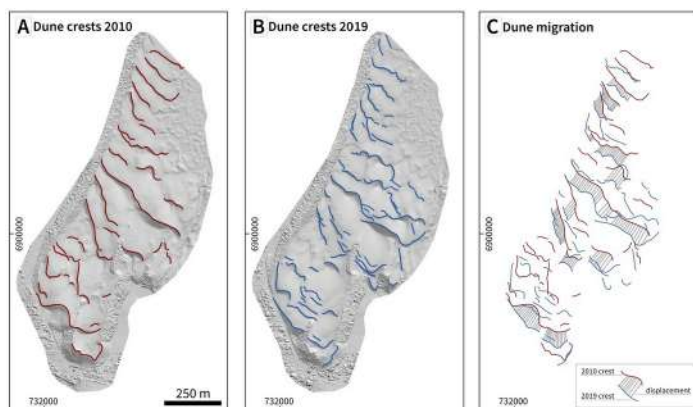 A Dune crests 2010
B Dune crests 2019
C Dune migration
6900000
6900000
6900000
732000
250 m
732000
732000
2010 crest
displacement
2019 crest